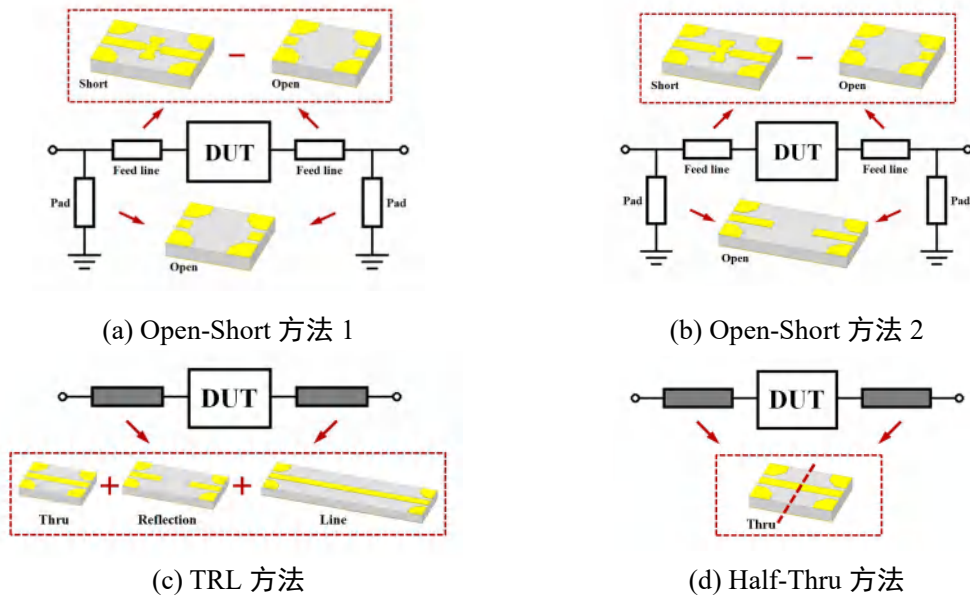 Short
Open
DUT
Feed line
Feed line
Pad
Pad
Open
(a) Open-Short 方法 1
Short
Open
DUT
Feed line
Feed line
Pad
Pad
Open
(b) Open-Short 方法 2
DUT
Thru
Reflection
Line
(c) TRL 方法
DUT
Thru
(d) Half-Thru 方法